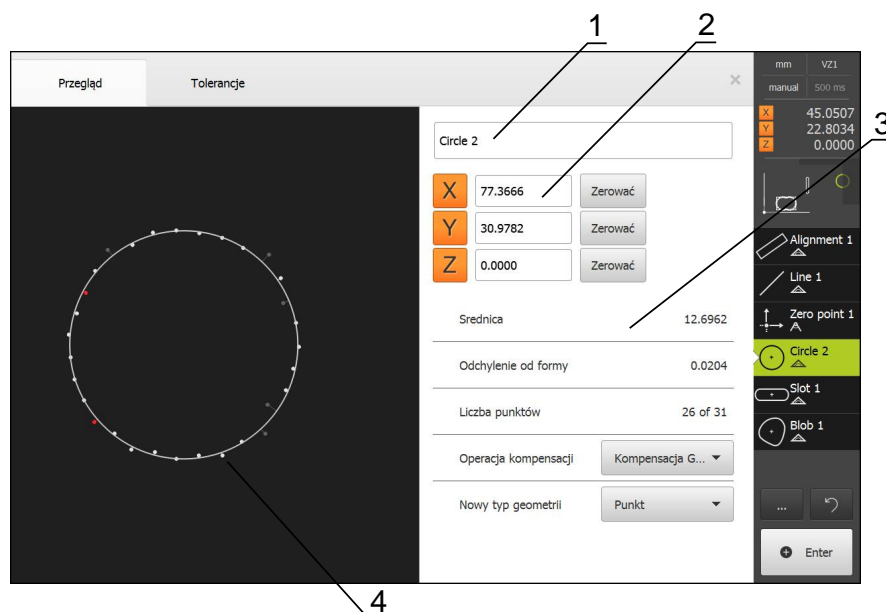 1
2
3
4
Przegląd
Tolerancje
×
Circle 2
X
77.3666
Zerować
Y
30.9782
Zerować
Z
0.0000
Zerować
Srednica
12.6962
Odchylenie od formy
0.0204
Liczba punktów
26 of 31
Operacja kompensacji
Kompensacja G...
Nowy typ geometrii
Punkt
mm
VZ1
manual
500 ms
X
45.0507
Y
22.8034
Z
0.0000
Alignment 1
Line 1
Zero point 1
Circle 2
Slot 1
Blob 1
...
Enter